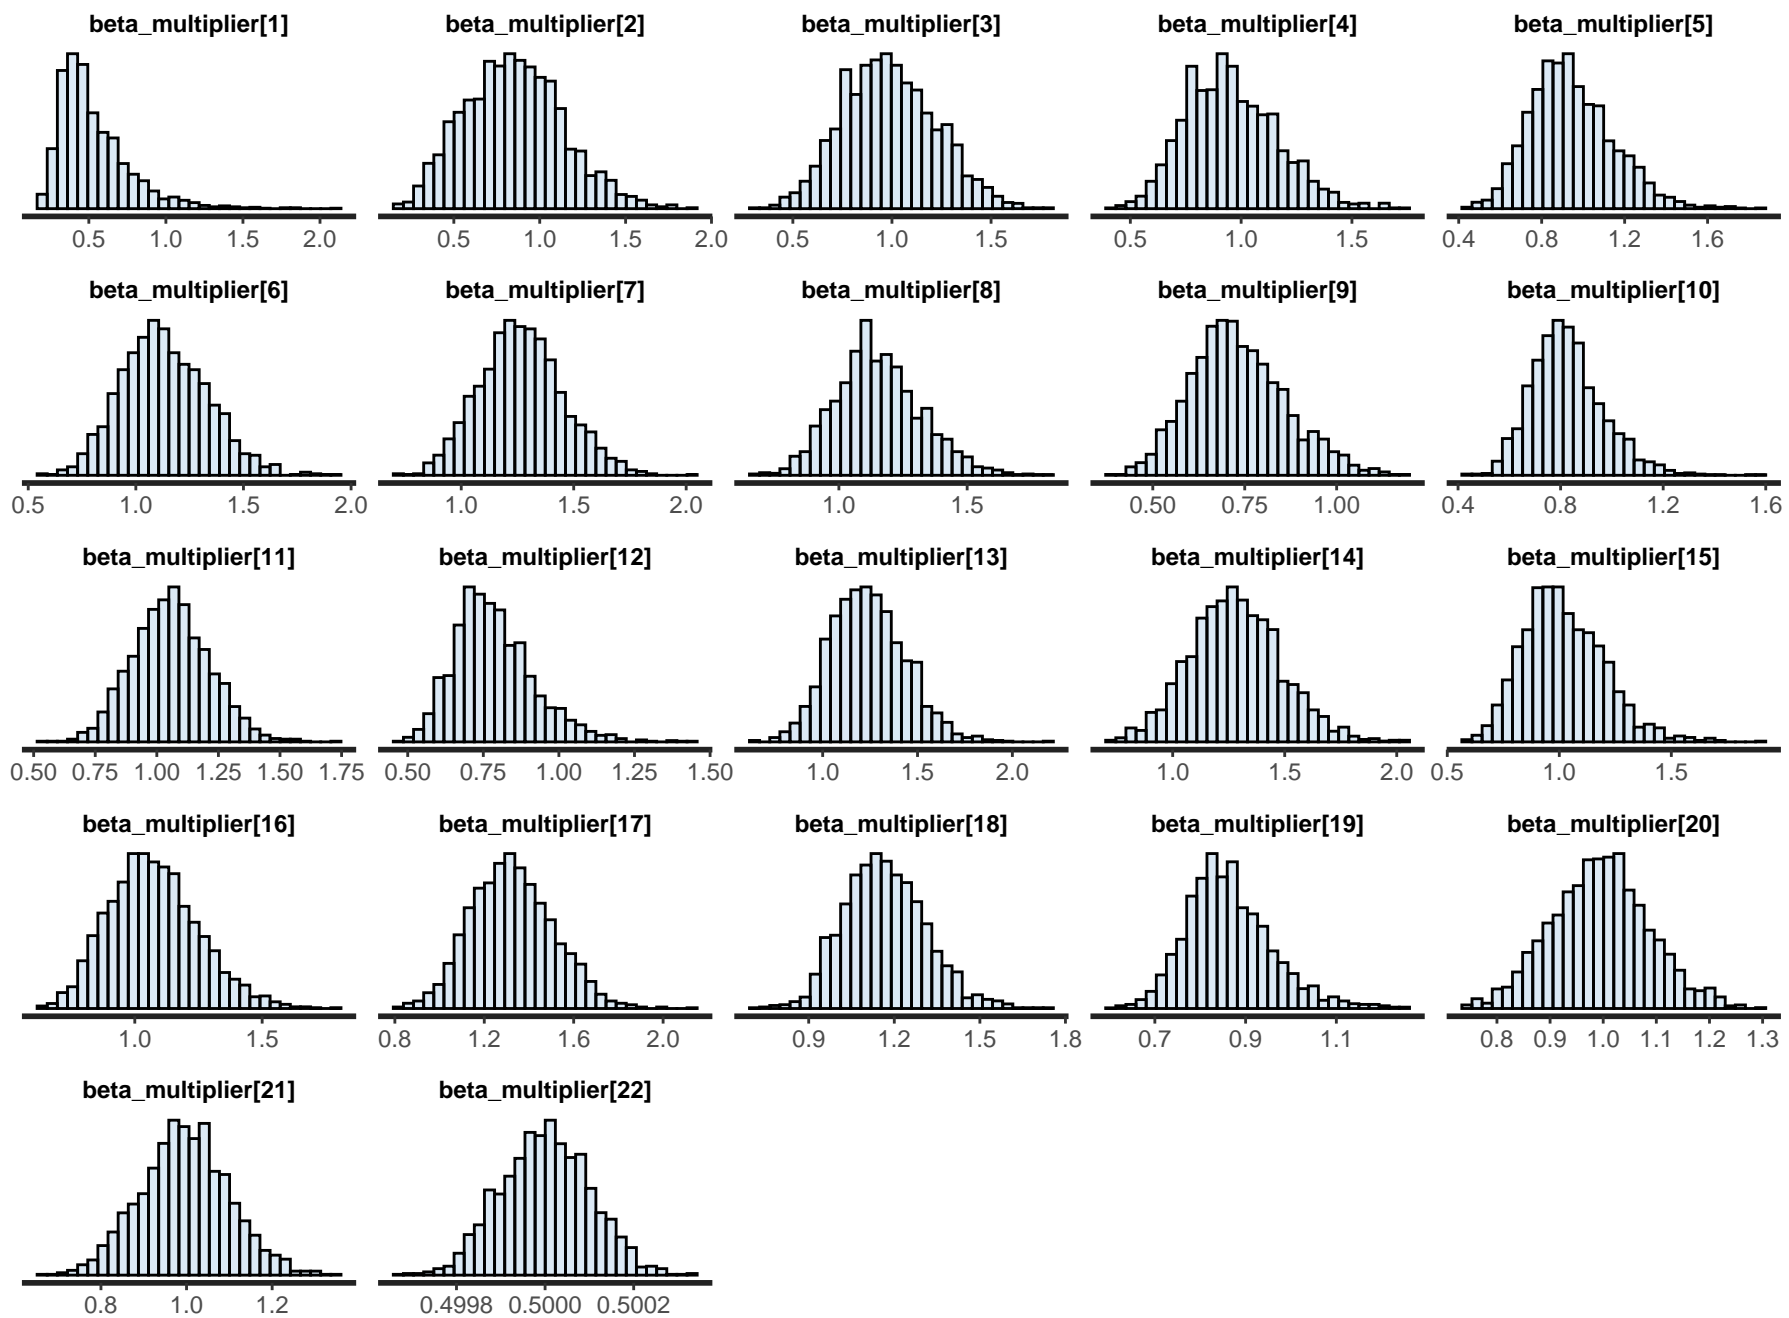 beta_multiplier[1] beta_multiplier[2] beta_multiplier[3] beta_multiplier[4] beta_multiplier[5]
0.5 1.0 1.5 2.0 0.5 1.0 1.5 2.0 0.5 1.0 1.5 0.5 1.0 1.5 0.4 0.8 1.2 1.6
beta_multiplier[6] beta_multiplier[7] beta_multiplier[8] beta_multiplier[9] beta_multiplier[10]
0.5 1.0 1.5 2.0 1.0 1.5 2.0 1.0 1.5 0.50 0.75 1.00 0.4 0.8 1.2 1.6
beta_multiplier[11] beta_multiplier[12] beta_multiplier[13] beta_multiplier[14] beta_multiplier[15]
0.50 0.75 1.00 1.25 1.75 0.50 0.75 1.00 1.25 1.50 1.0 1.5 2.0 1.0 1.5 2.0 0.5 1.0 1.5
beta_multiplier[16] beta_multiplier[17] beta_multiplier[18] beta_multiplier[19] beta_multiplier[20]
1.0 1.5 0.8 1.2 1.6 2.0 0.9 1.2 1.5 1.8 0.7 0.9 1.1 0.8 0.9 1.0 1.1 1.2 1.3
beta_multiplier[21] beta_multiplier[22]
0.8 1.0 1.2 0.4998 0.5000 0.5002